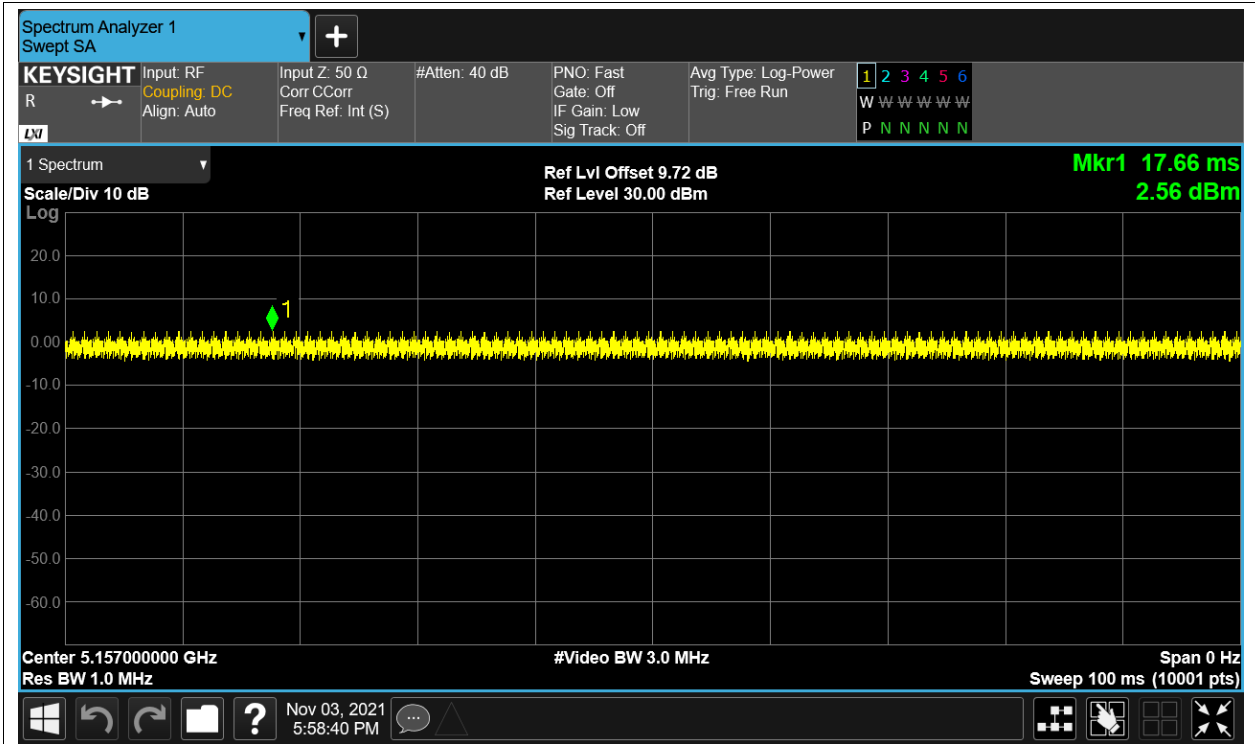 Spectrum Analyzer 1
Swept SA
KEYSIGHT
R
LXI
Input: RF
Coupling: DC
Align: Auto
Input Z: 50 Ω
Corr CCorr
Freq Ref: Int (S)
#Atten: 40 dB
PNO: Fast
Gate: Off
IF Gain: Low
Sig Track: Off
Avg Type: Log-Power
Trig: Free Run
1 2 3 4 5 6
W W W W W W
P N N N N N
1 Spectrum
Scale/Div 10 dB
Ref Lvl Offset 9.72 dB
Ref Level 30.00 dBm
Mkr1 17.66 ms
2.56 dBm
Log
20.0
10.0
1
0.00
-10.0
-20.0
-30.0
-40.0
-50.0
-60.0
Center 5.157000000 GHz
Res BW 1.0 MHz
#Video BW 3.0 MHz
Span 0 Hz
Sweep 100 ms (10001 pts)
?
Nov 03, 2021
5:58:40 PM